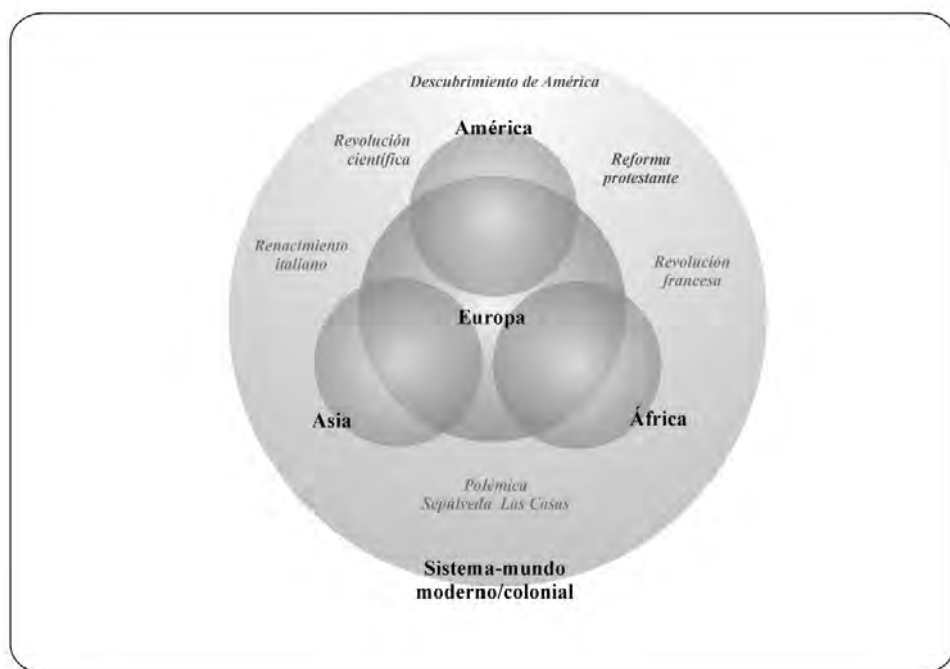 Descubrimiento de América
América
Revolución
científica
Reforma
protestante
Renacimiento
italiano
Revolución
francesa
Europa
Asia
África
Polémica
Sepúlveda Las Casas
Sistema-mundo
moderno/colonial